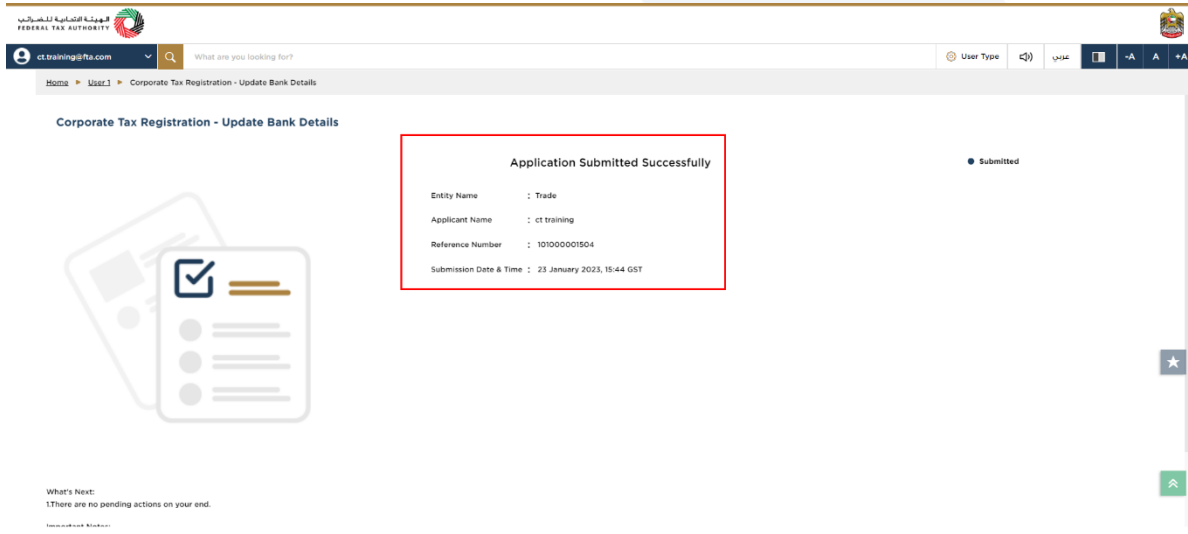 الهيئة الاتحادية للضرائب
FEDERAL TAX AUTHORITY
ct.training@fta.com
What are you looking for?
User Type
عربي
-A A +A
Home ▶ User 1 ▶ Corporate Tax Registration - Update Bank Details
Corporate Tax Registration - Update Bank Details
Application Submitted Successfully
Submitted
Entity Name : Trade
Applicant Name : ct training
Reference Number : 101000001504
Submission Date & Time : 23 January 2023, 15:44 GST
What's Next:
1.There are no pending actions on your end.
Important Notes: